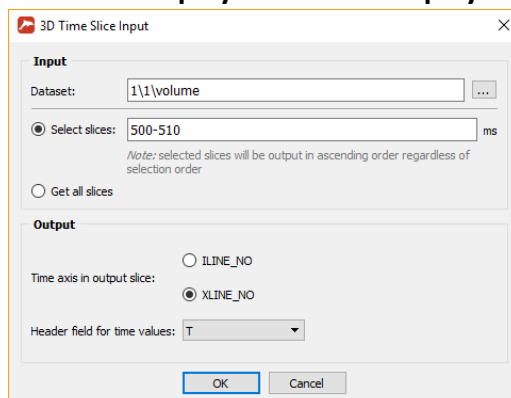 3D Time Slice Input
Input
Dataset: 1\1\volume ...
Select slices: 500-510 ms
Note: selected slices will be output in ascending order regardless of
selection order
Get all slices
Output
ILINE_NO
Time axis in output slice:
XLINE_NO
Header field for time values: T
OK Cancel